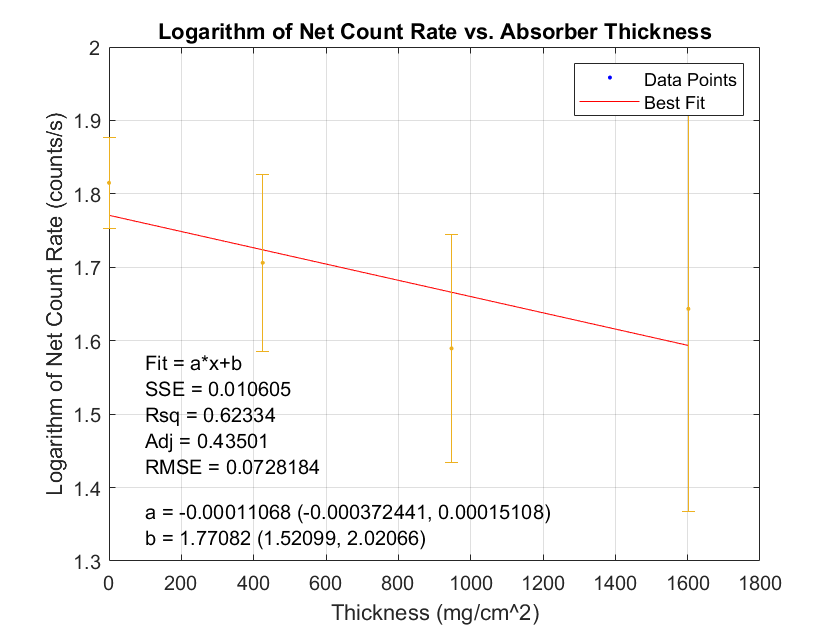 Logarithm of Net Count Rate vs. Absorber Thickness
2
1.9
1.8
1.7
1.6
1.5
1.4
1.3
Logarithm of Net Count Rate (counts/s)
Data Points
Best Fit
Fit = a*x+b
SSE = 0.010605
Rsq = 0.62334
Adj = 0.43501
RMSE = 0.0728184
a = -0.00011068 (-0.000372441, 0.00015108)
b = 1.77082 (1.52099, 2.02066)
0 200 400 600 800 1000 1200 1400 1600 1800
Thickness (mg/cm^2)